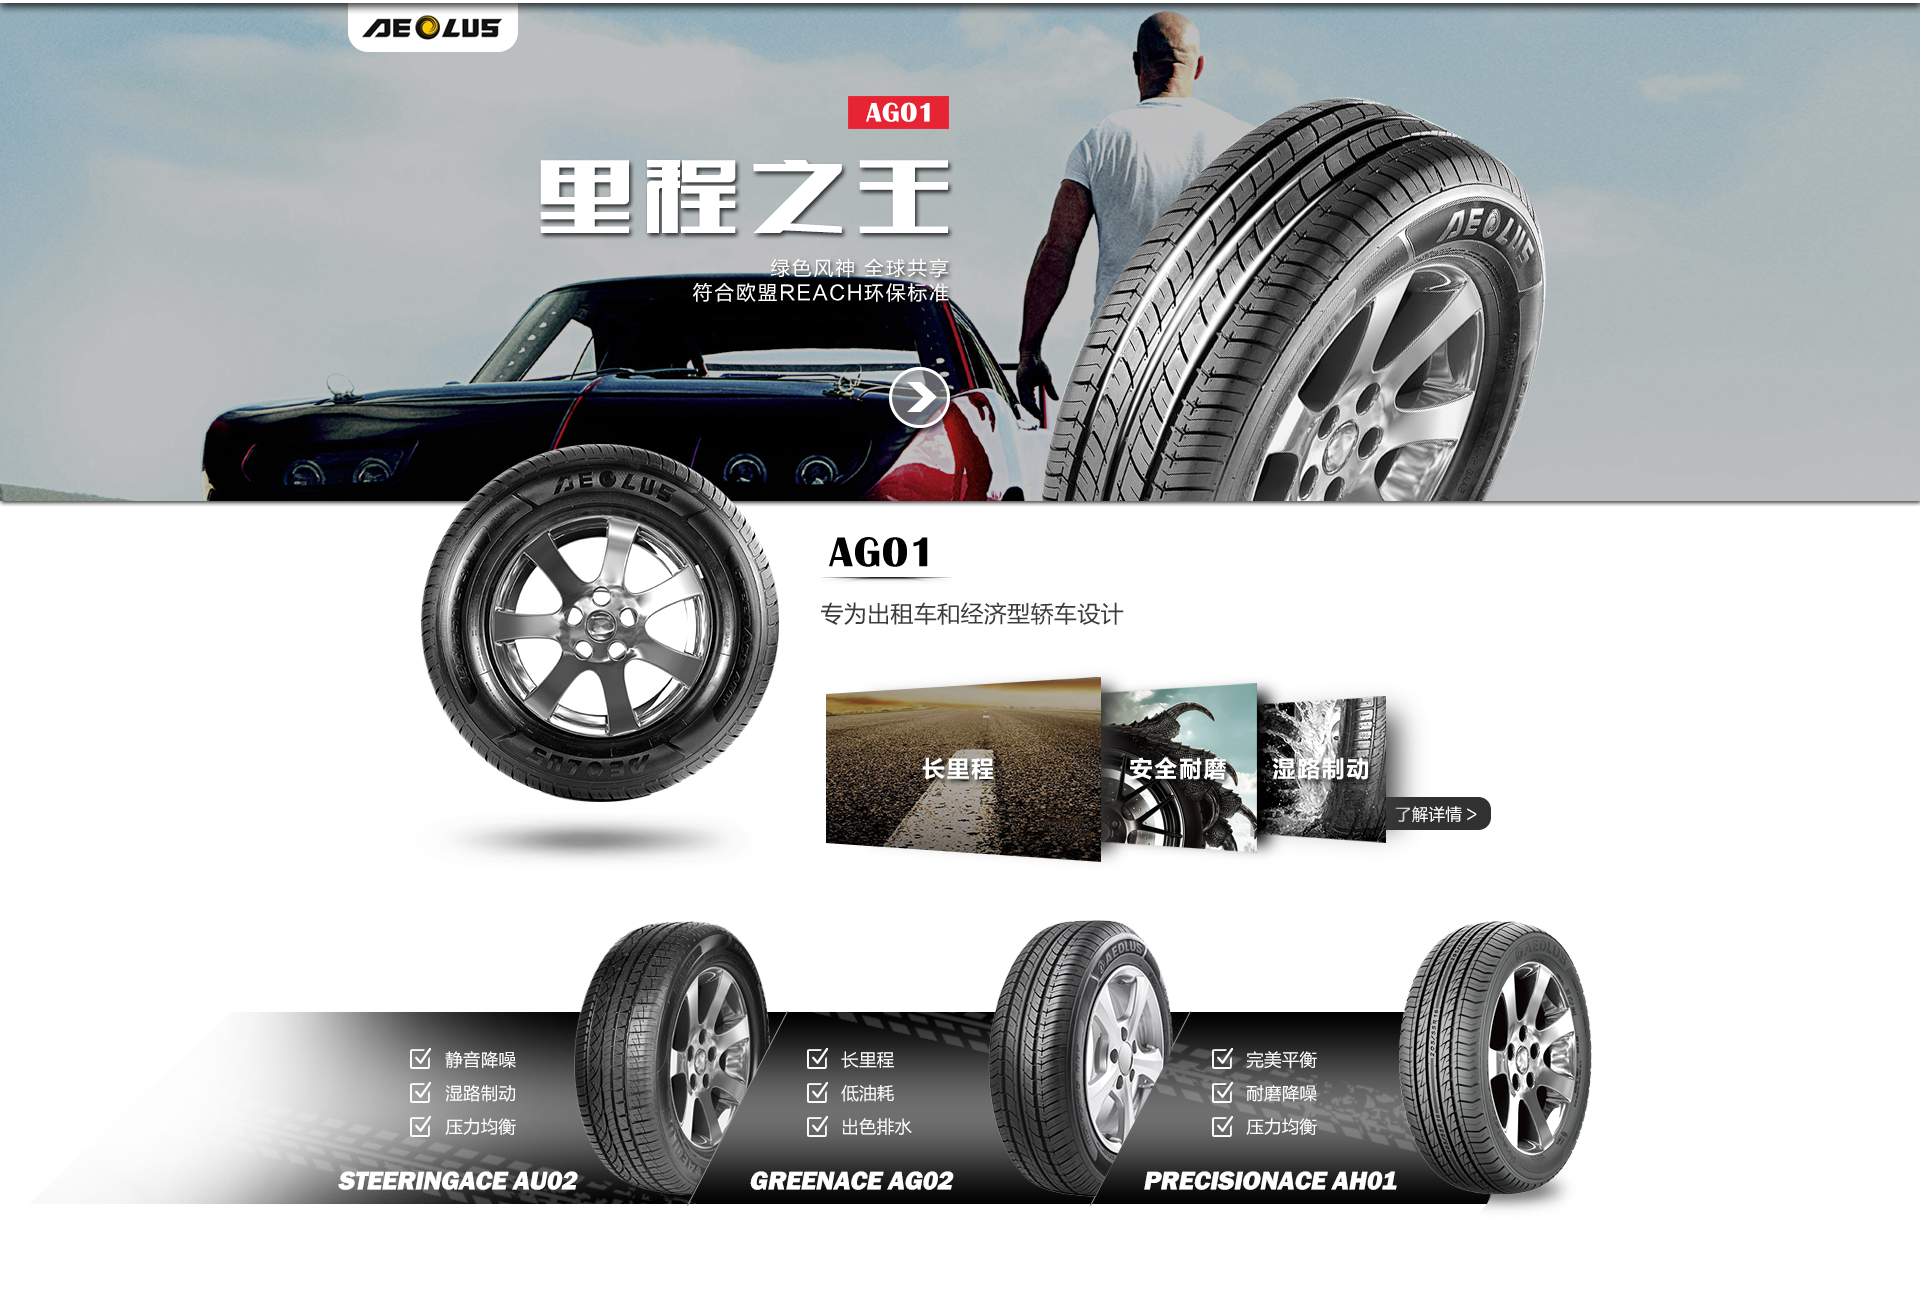 AEOLUS
AG01
里程之王
绿色风神 全球共享
符合欧盟REACH环保标准
AEOLUS
AEOLUS
AEOLUS
AG01
专为出租车和经济型轿车设计
长里程
安全耐磨
湿路制动
了解详情 >
AEOLUS
AEOLUS
静音降噪
湿路制动
压力均衡
STEERINGACE AU02
长里程
低油耗
出色排水
GREENACE AG02
完美平衡
耐磨降噪
压力均衡
PRECISIONACE AH01